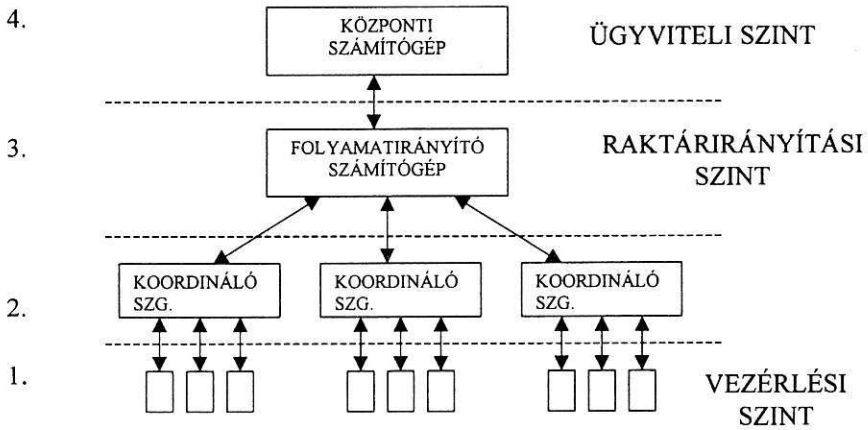 4.
KÖZPONTI
SZÁMÍTÓGÉP
ÜGYVITELI SZINT
3.
FOLYAMATIRÁNYÍTÓ
SZÁMÍTÓGÉP
RAKTÁRIRÁNYÍTÁSI
SZINT
2.
KOORDINÁLÓ
SZG.
KOORDINÁLÓ
SZG.
KOORDINÁLÓ
SZG.
1.
VEZÉRLÉSI
SZINT